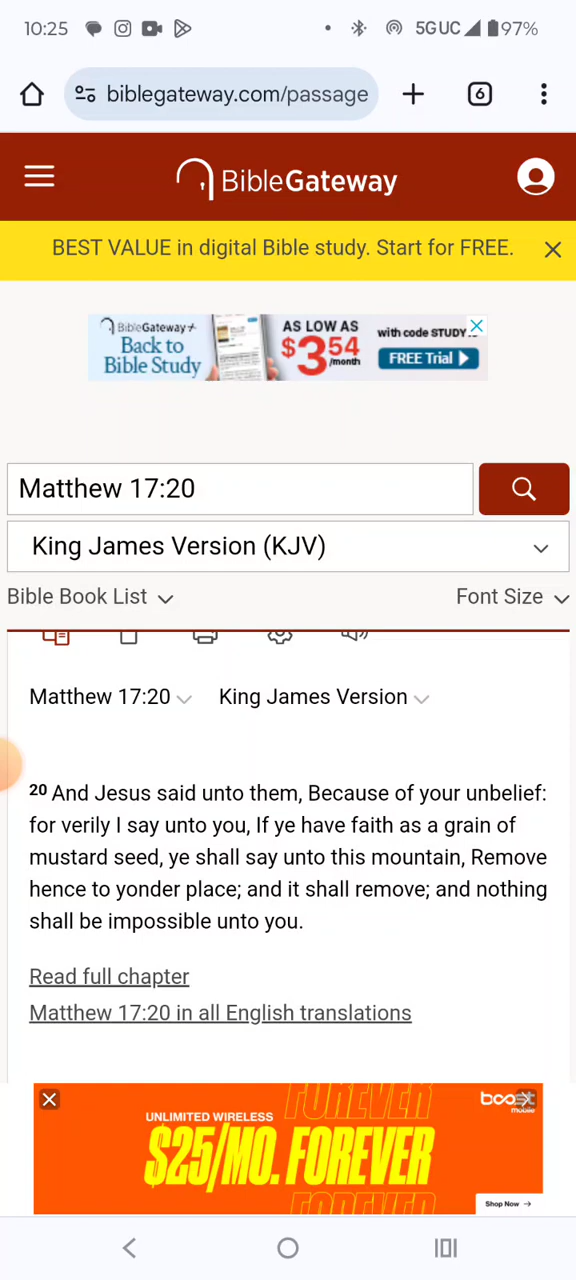 10:25 5G UC 97%
biblegateway.com/passage 6
BibleGateway
BEST VALUE in digital Bible study. Start for FREE.
BibleGateway+
Back to
Bible Study
AS LOW AS
$3.54
/month
with code STUDY
FREE Trial
Matthew 17:20
King James Version (KJV)
Bible Book List Font Size
Matthew 17:20 King James Version
20 And Jesus said unto them, Because of your unbelief:
for verily I say unto you, If ye have faith as a grain of
mustard seed, ye shall say unto this mountain, Remove
hence to yonder place; and it shall remove; and nothing
shall be impossible unto you.
Read full chapter
Matthew 17:20 in all English translations
FOREVER
UNLIMITED WIRELESS
$25/MO. FOREVER
FOREVER
boost
mobile
Shop Now →